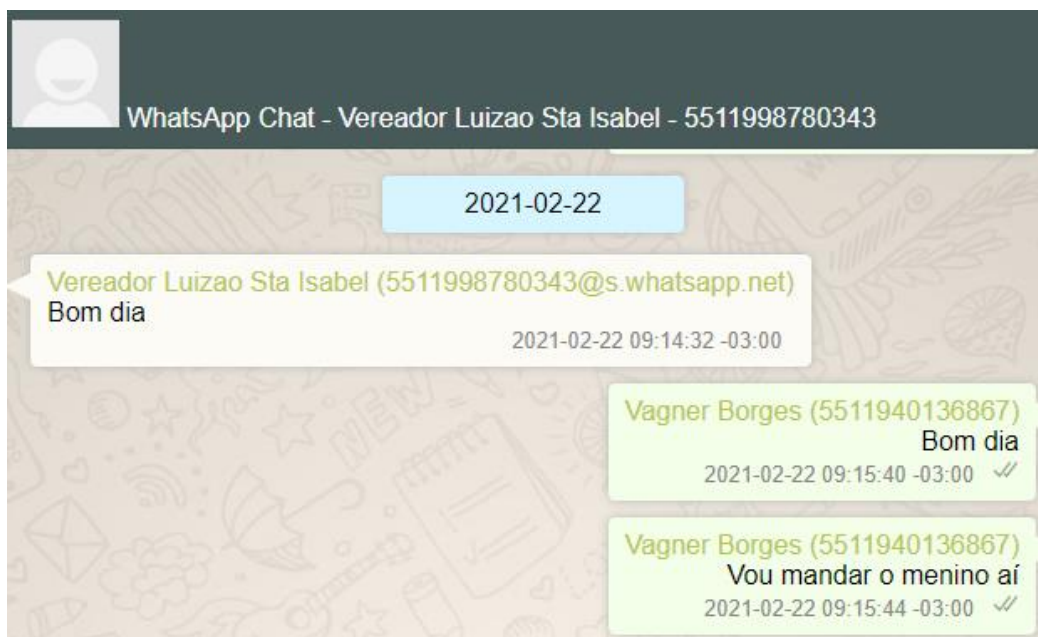 WhatsApp Chat - Vereador Luizao Sta Isabel - 5511998780343
2021-02-22
Vereador Luizao Sta Isabel (5511998780343@s.whatsapp.net)
Bom dia
2021-02-22 09:14:32 -03:00
Vagner Borges (5511940136867)
Bom dia
2021-02-22 09:15:40 -03:00
Vagner Borges (5511940136867)
Vou mandar o menino aí
2021-02-22 09:15:44 -03:00